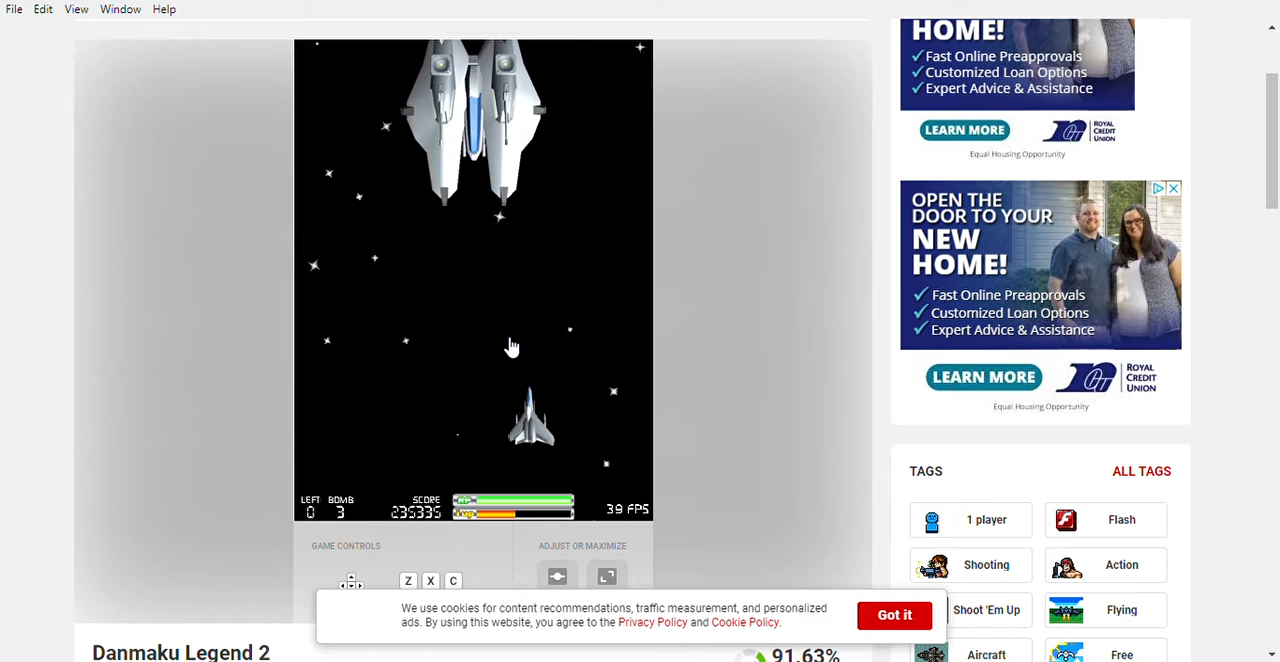 File Edit View Window Help
HOME!
✓Fast Online Preapprovals
✓Customized Loan Options
✓Expert Advice & Assistance
LEARN MORE
ROYAL
CREDIT
UNION
Equal Housing Opportunity
OPEN THE
DOOR TO YOUR
NEW
HOME!
✓Fast Online Preapprovals
✓Customized Loan Options
✓Expert Advice & Assistance
LEARN MORE
ROYAL
CREDIT
UNION
Equal Housing Opportunity
LEFT BOMB SCORE HP
0 3 235335 1up 39 FPS
GAME CONTROLS
ADJUST OR MAXIMIZE
Z X C
We use cookies for content recommendations, traffic measurement, and personalized
ads. By using this website, you agree to the Privacy Policy and Cookie Policy.
Got it
Danmaku Legend 2
91.63%
TAGS
ALL TAGS
1 player
Flash
Shooting
Action
Shoot 'Em Up
Flying
Aircraft
Free